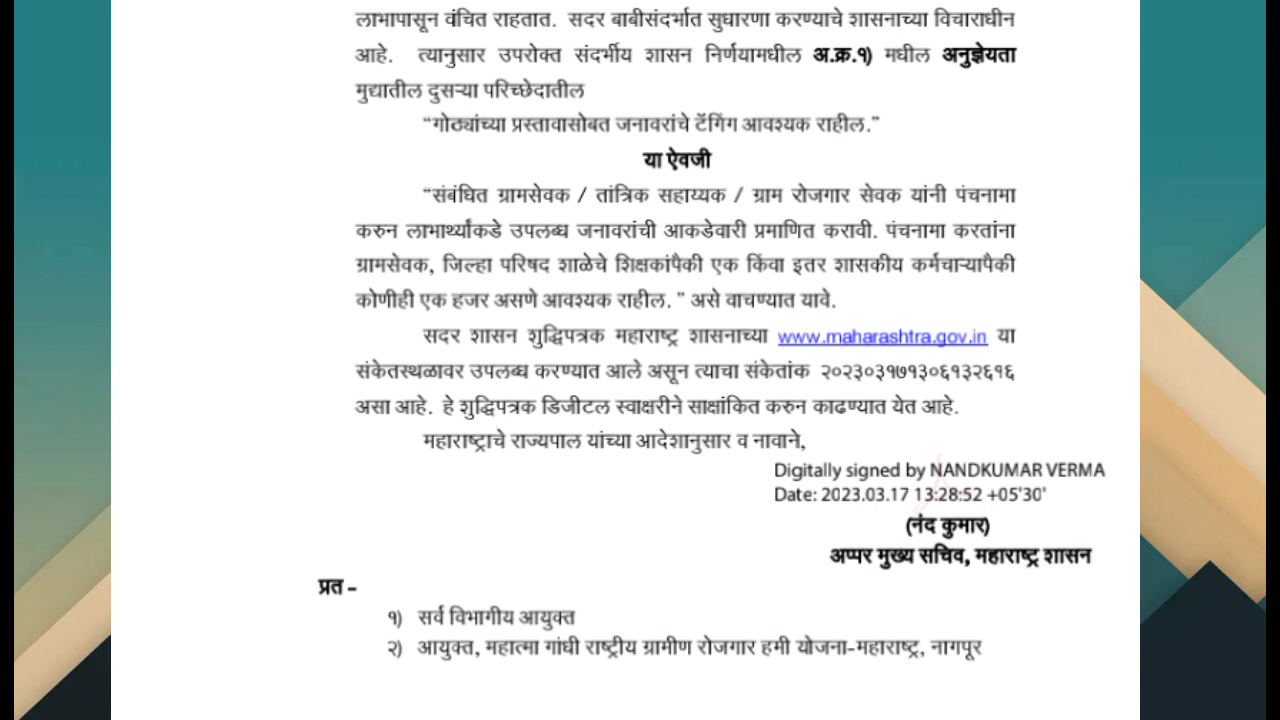 लाभापासून वंचित राहतात. सदर बाबीसंदर्भात सुधारणा करण्याचे शासनाच्या विचाराधीन
आहे. त्यानुसार उपरोक्त संदर्भीय शासन निर्णयामधील अ.क्र.१) मधील अनुज्ञेयता
मुद्यातील दुसऱ्या परिच्छेदातील
“गोठ्यांच्या प्रस्तावासोबत जनावरांचे टॅगिंग आवश्यक राहील.”
या ऐवजी
“संबंधित ग्रामसेवक / तांत्रिक सहाय्यक / ग्राम रोजगार सेवक यांनी पंचनामा
करुन लाभार्थ्यांकडे उपलब्ध जनावरांची आकडेवारी प्रमाणित करावी. पंचनामा करतांना
ग्रामसेवक, जिल्हा परिषद शाळेचे शिक्षकांपैकी एक किंवा इतर शासकीय कर्मचाऱ्यापैकी
कोणीही एक हजर असणे आवश्यक राहील. ” असे वाचण्यात यावे.
सदर शासन शुद्धिपत्रक महाराष्ट्र शासनाच्या www.maharashtra.gov.in या
संकेतस्थळावर उपलब्ध करण्यात आले असून त्याचा संकेतांक २०२३०३१७१३०६१३२६१६
असा आहे. हे शुद्धिपत्रक डिजीटल स्वाक्षरीने साक्षांकित करुन काढण्यात येत आहे.
महाराष्ट्राचे राज्यपाल यांच्या आदेशानुसार व नावाने,
Digitally signed by NANDKUMAR VERMA
Date: 2023.03.17 13:28:52 +05'30'
(नंद कुमार)
अप्पर मुख्य सचिव, महाराष्ट्र शासन
प्रत –
१) सर्व विभागीय आयुक्त
२) आयुक्त, महात्मा गांधी राष्ट्रीय ग्रामीण रोजगार हमी योजना-महाराष्ट्र, नागपूर